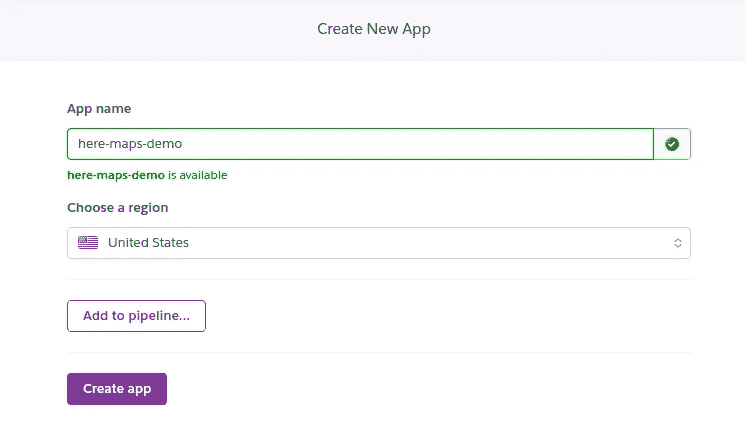 Create New App
App name
here-maps-demo
here-maps-demo is available
Choose a region
United States
Add to pipeline...
Create app